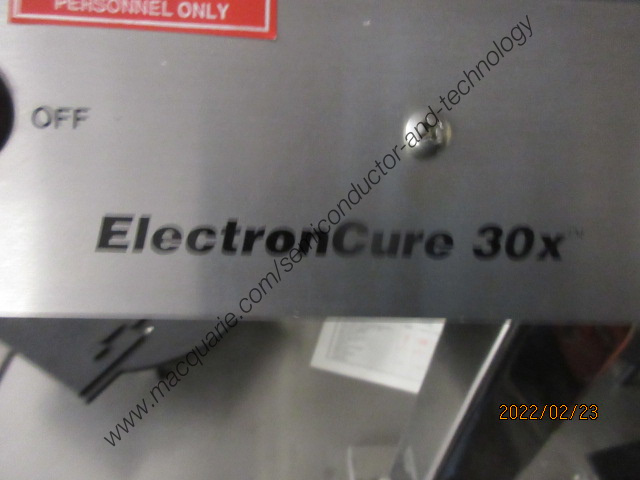 PERSONNEL ONLY
OFF
www.macquarie.com/semiconductor-and-technology
ElectronCure 30x™
2022/02/23